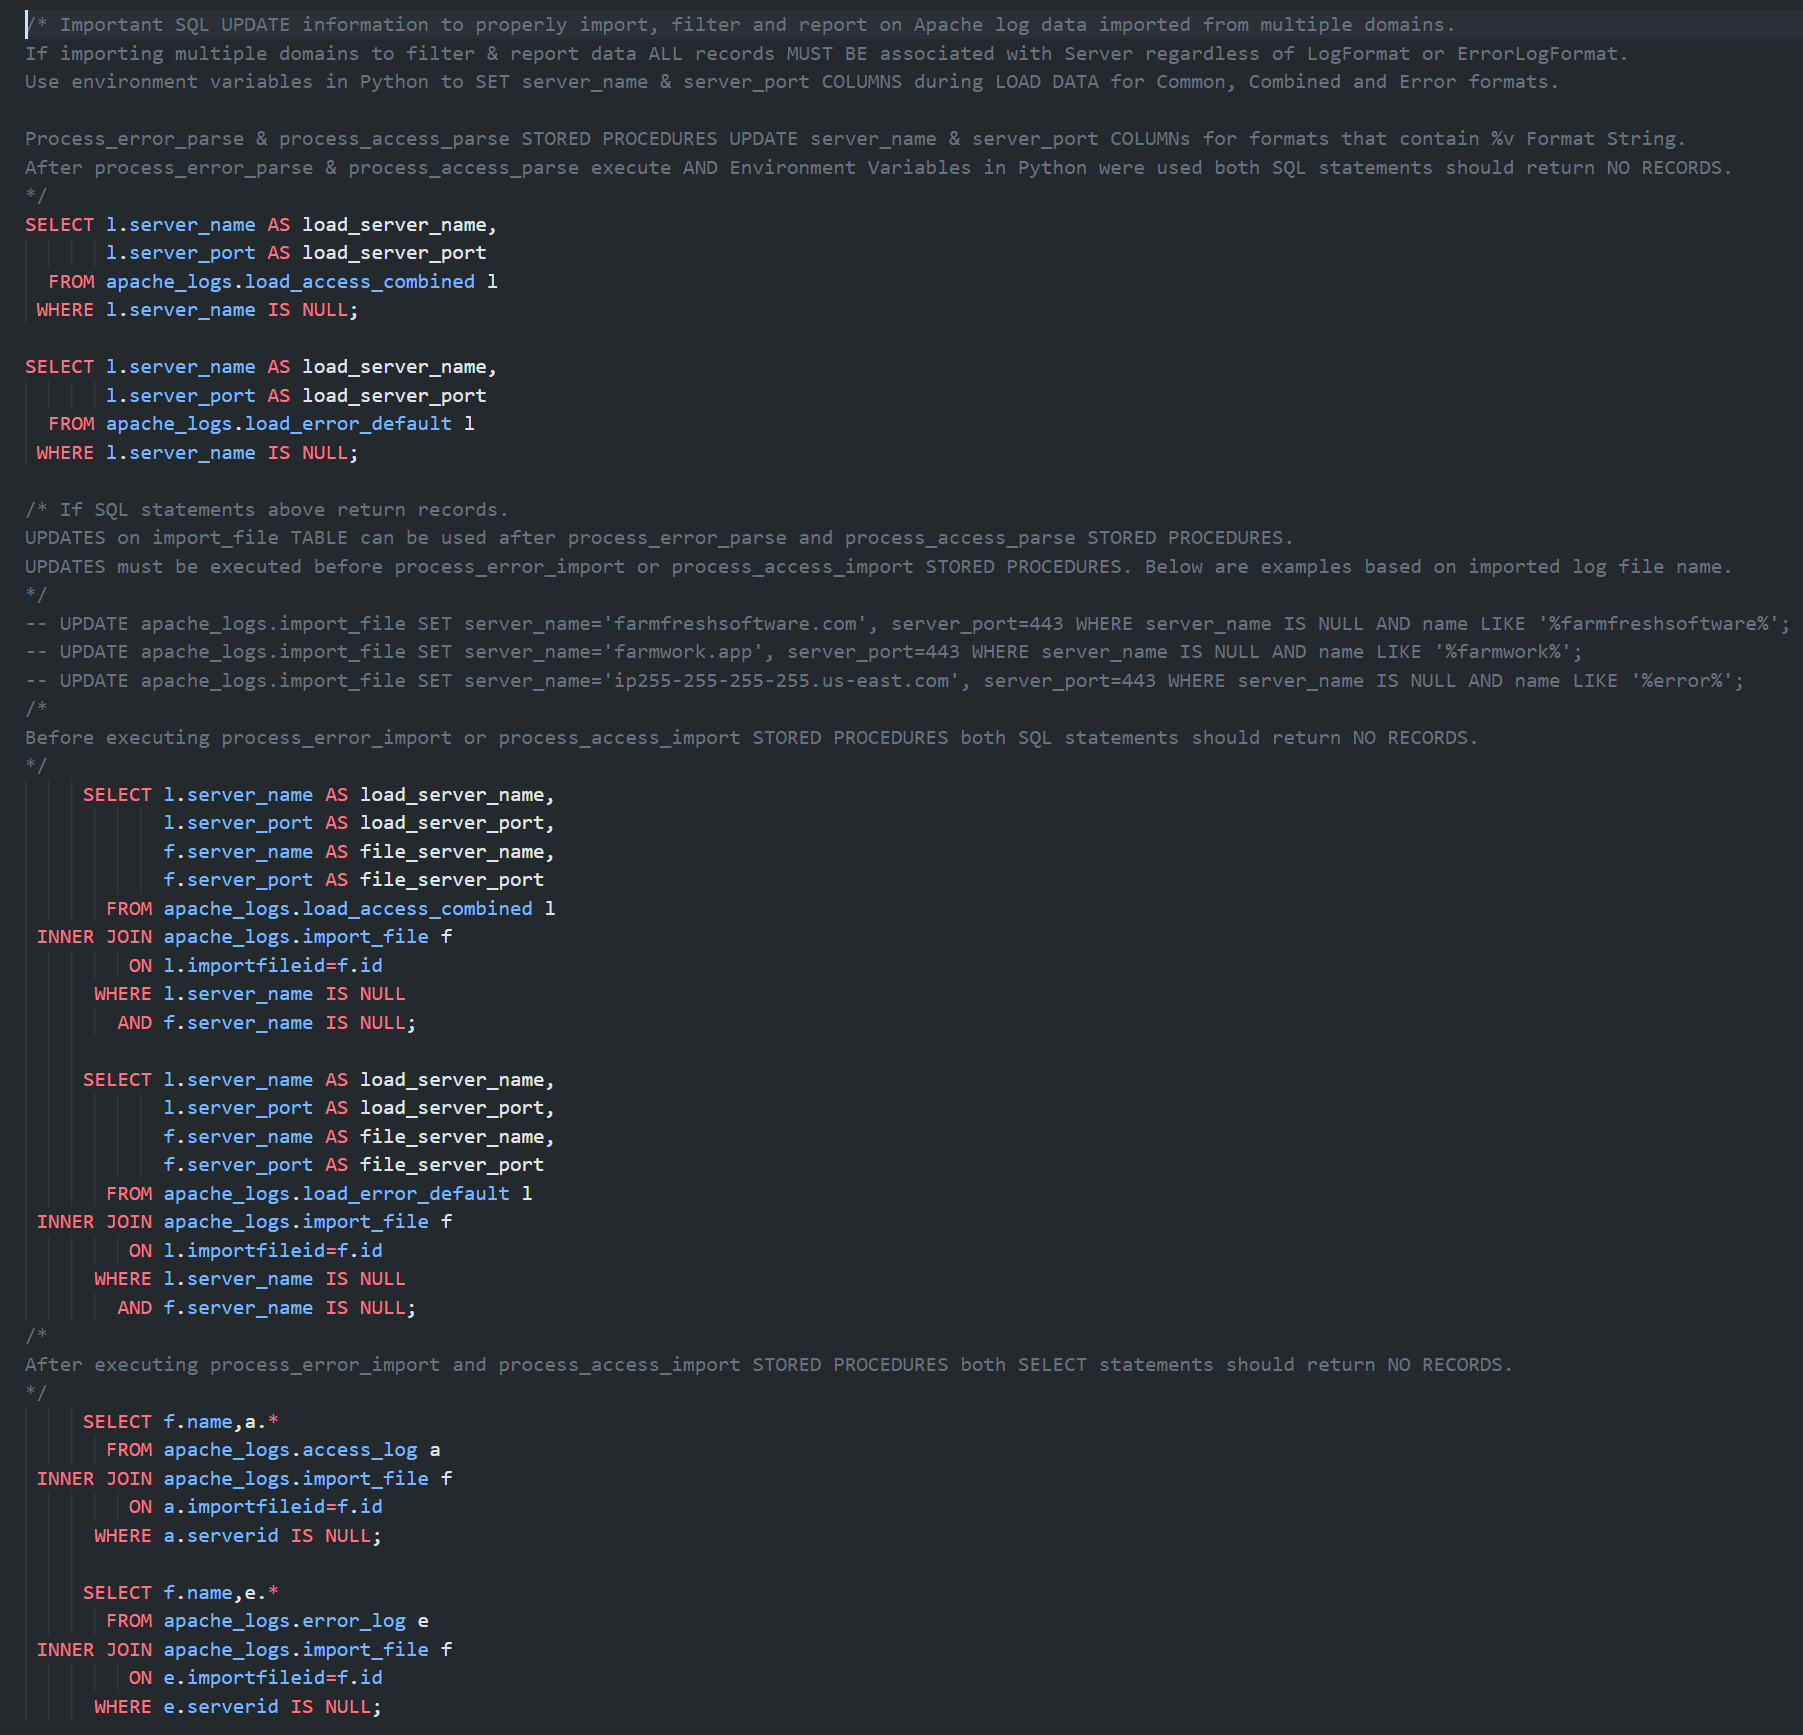 /* Important SQL UPDATE information to properly import, filter and report on Apache log data imported from multiple domains.
If importing multiple domains to filter & report data ALL records MUST BE associated with Server regardless of LogFormat or ErrorLogFormat.
Use environment variables in Python to SET server_name & server_port COLUMNS during LOAD DATA for Common, Combined and Error formats.

Process_error_parse & process_access_parse STORED PROCEDURES UPDATE server_name & server_port COLUMNs for formats that contain %v Format String.
After process_error_parse & process_access_parse execute AND Environment Variables in Python were used both SQL statements should return NO RECORDS.
*/
SELECT l.server_name AS load_server_name,
       l.server_port AS load_server_port
  FROM apache_logs.load_access_combined l
 WHERE l.server_name IS NULL;

SELECT l.server_name AS load_server_name,
       l.server_port AS load_server_port
  FROM apache_logs.load_error_default l
 WHERE l.server_name IS NULL;

/* If SQL statements above return records.
UPDATES on import_file TABLE can be used after process_error_parse and process_access_parse STORED PROCEDURES.
UPDATES must be executed before process_error_import or process_access_import STORED PROCEDURES. Below are examples based on imported log file name.
*/
-- UPDATE apache_logs.import_file SET server_name='farmfreshsoftware.com', server_port=443 WHERE server_name IS NULL AND name LIKE '%farmfreshsoftware%';
-- UPDATE apache_logs.import_file SET server_name='farmwork.app', server_port=443 WHERE server_name IS NULL AND name LIKE '%farmwork%';
-- UPDATE apache_logs.import_file SET server_name='ip255-255-255-255.us-east.com', server_port=443 WHERE server_name IS NULL AND name LIKE '%error%';
/*
Before executing process_error_import or process_access_import STORED PROCEDURES both SQL statements should return NO RECORDS.
*/
     SELECT l.server_name AS load_server_name,
            l.server_port AS load_server_port,
            f.server_name AS file_server_name,
            f.server_port AS file_server_port
       FROM apache_logs.load_access_combined l
 INNER JOIN apache_logs.import_file f
         ON l.importfileid=f.id
      WHERE l.server_name IS NULL
        AND f.server_name IS NULL;

     SELECT l.server_name AS load_server_name,
            l.server_port AS load_server_port,
            f.server_name AS file_server_name,
            f.server_port AS file_server_port
       FROM apache_logs.load_error_default l
 INNER JOIN apache_logs.import_file f
         ON l.importfileid=f.id
      WHERE l.server_name IS NULL
        AND f.server_name IS NULL;
/*
After executing process_error_import and process_access_import STORED PROCEDURES both SELECT statements should return NO RECORDS.
*/
     SELECT f.name,a.*
       FROM apache_logs.access_log a
 INNER JOIN apache_logs.import_file f
         ON a.importfileid=f.id
      WHERE a.serverid IS NULL;

     SELECT f.name,e.*
       FROM apache_logs.error_log e
 INNER JOIN apache_logs.import_file f
         ON e.importfileid=f.id
      WHERE e.serverid IS NULL;